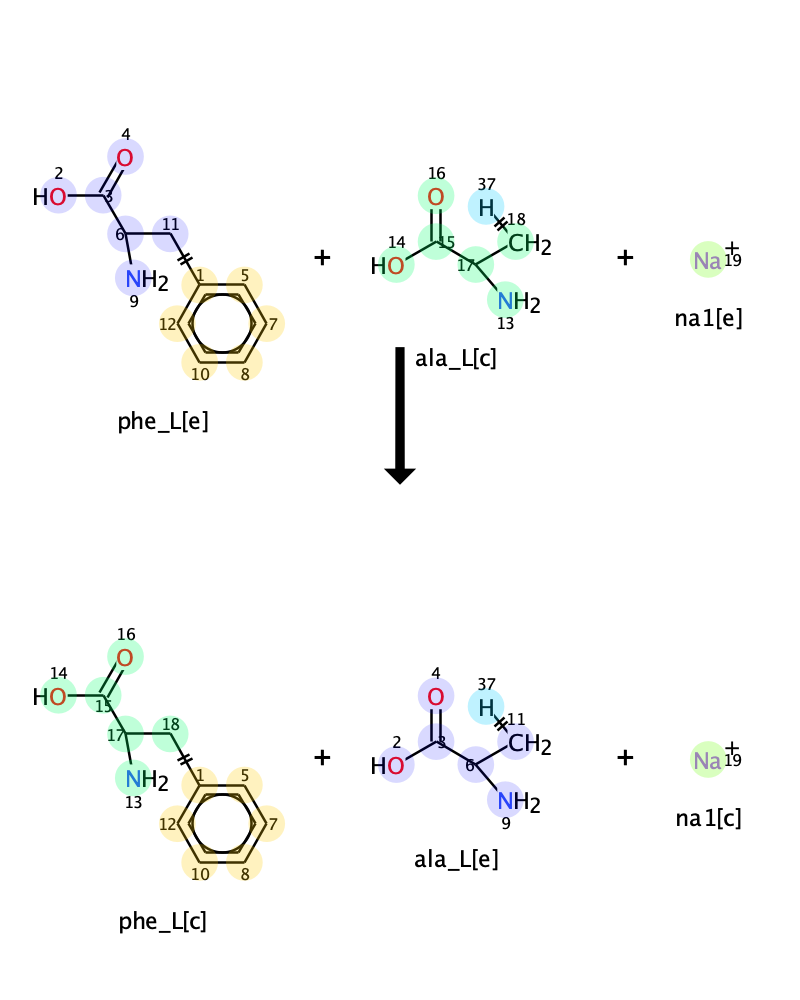 4
2
HO
O
3
6
11
NH2
9
1
5
12
7
10
8
phe_L[e]
+
16
37
O
H
18
14
15
CH2
HO
17
NH2
13
ala_L[c]
+
Na+
19
na1[e]
16
14
O
HO
15
17
18
NH2
13
1
5
12
7
10
8
phe_L[c]
+
4
37
O
H
11
2
3
CH2
HO
6
NH2
9
ala_L[e]
+
Na+
19
na1[c]